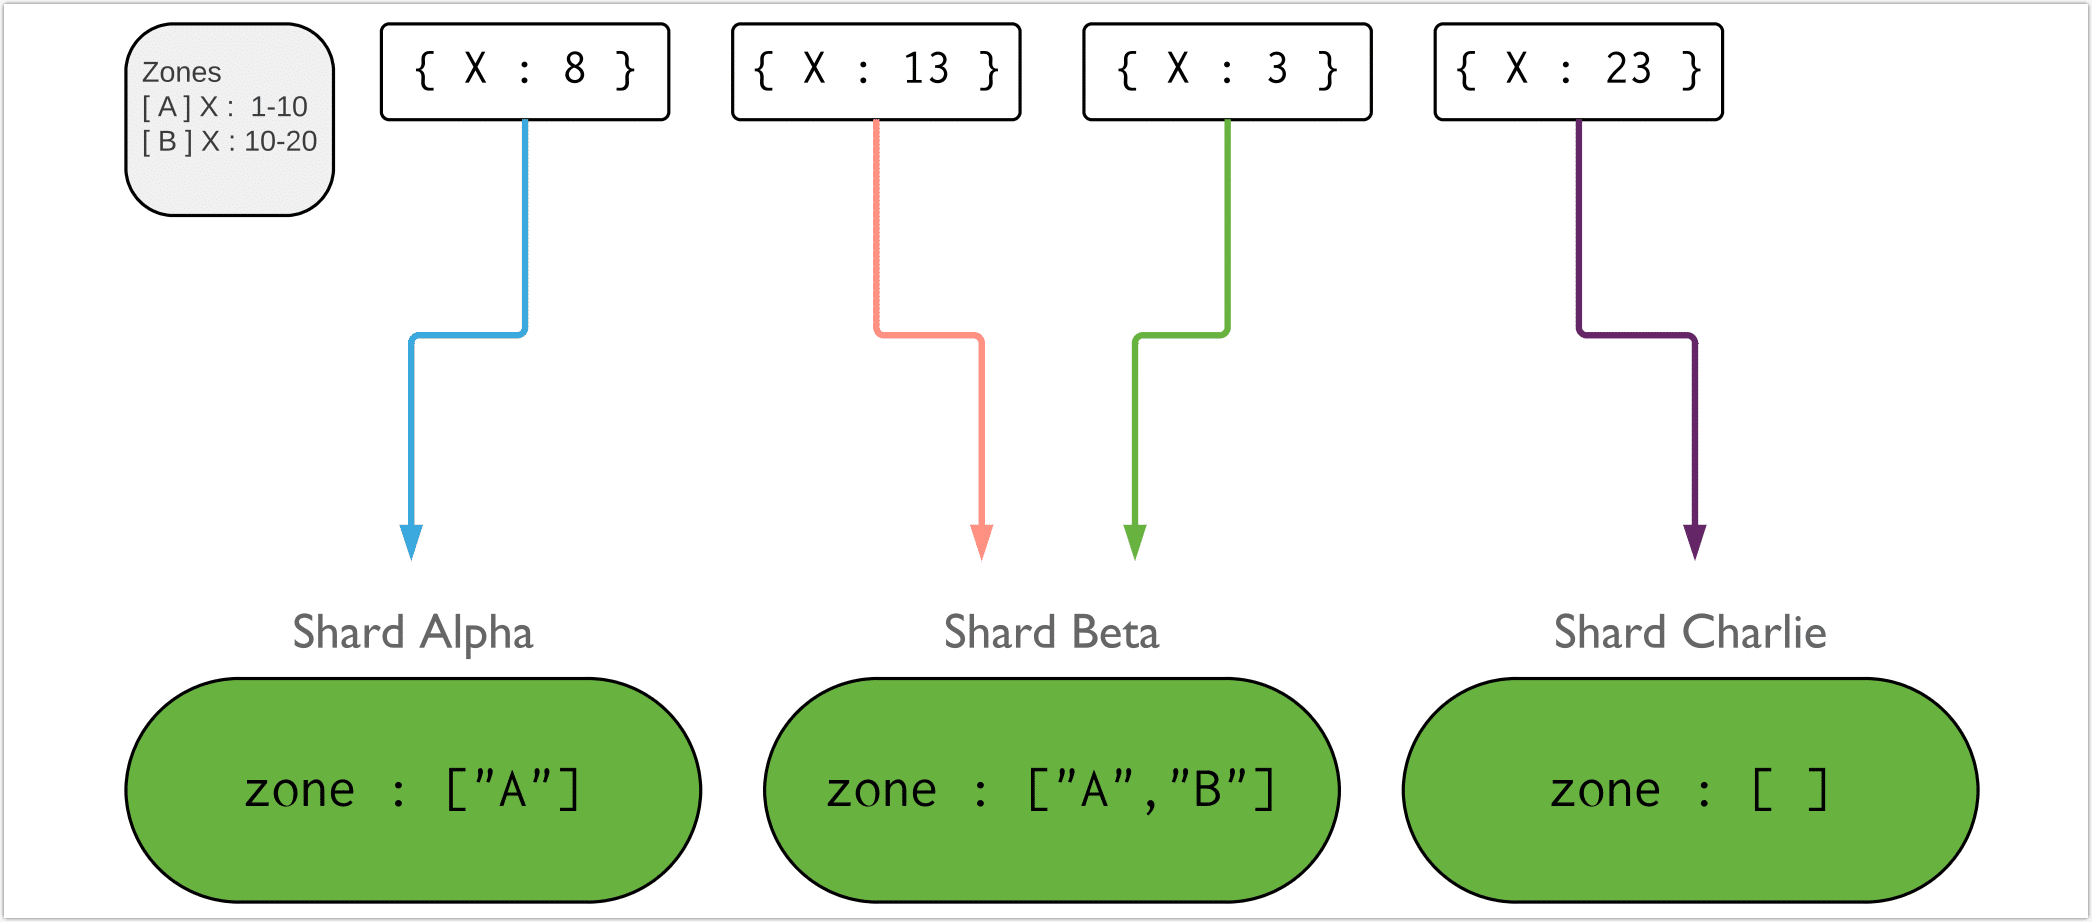 Zones
[ A ] X :  1-10
[ B ] X : 10-20
{ X : 8 }
{ X : 13 }
{ X : 3 }
{ X : 23 }
Shard Alpha
Shard Beta
Shard Charlie
zone : ["A"]
zone : ["A","B"]
zone : [ ]